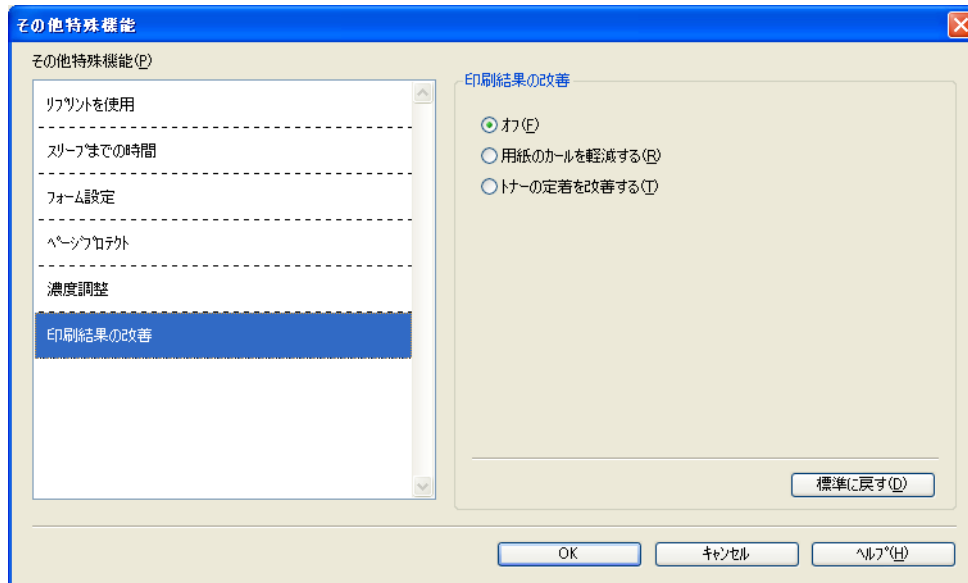 その他特殊機能
その他特殊機能(P)
リプリントを使用
スリープまでの時間
フォーム設定
ページプロテクト
濃度調整
印刷結果の改善
印刷結果の改善
オフ(F)
用紙のカールを軽減する(R)
トナーの定着を改善する(T)
標準に戻す(D)
OK
キャンセル
ヘルプ(H)